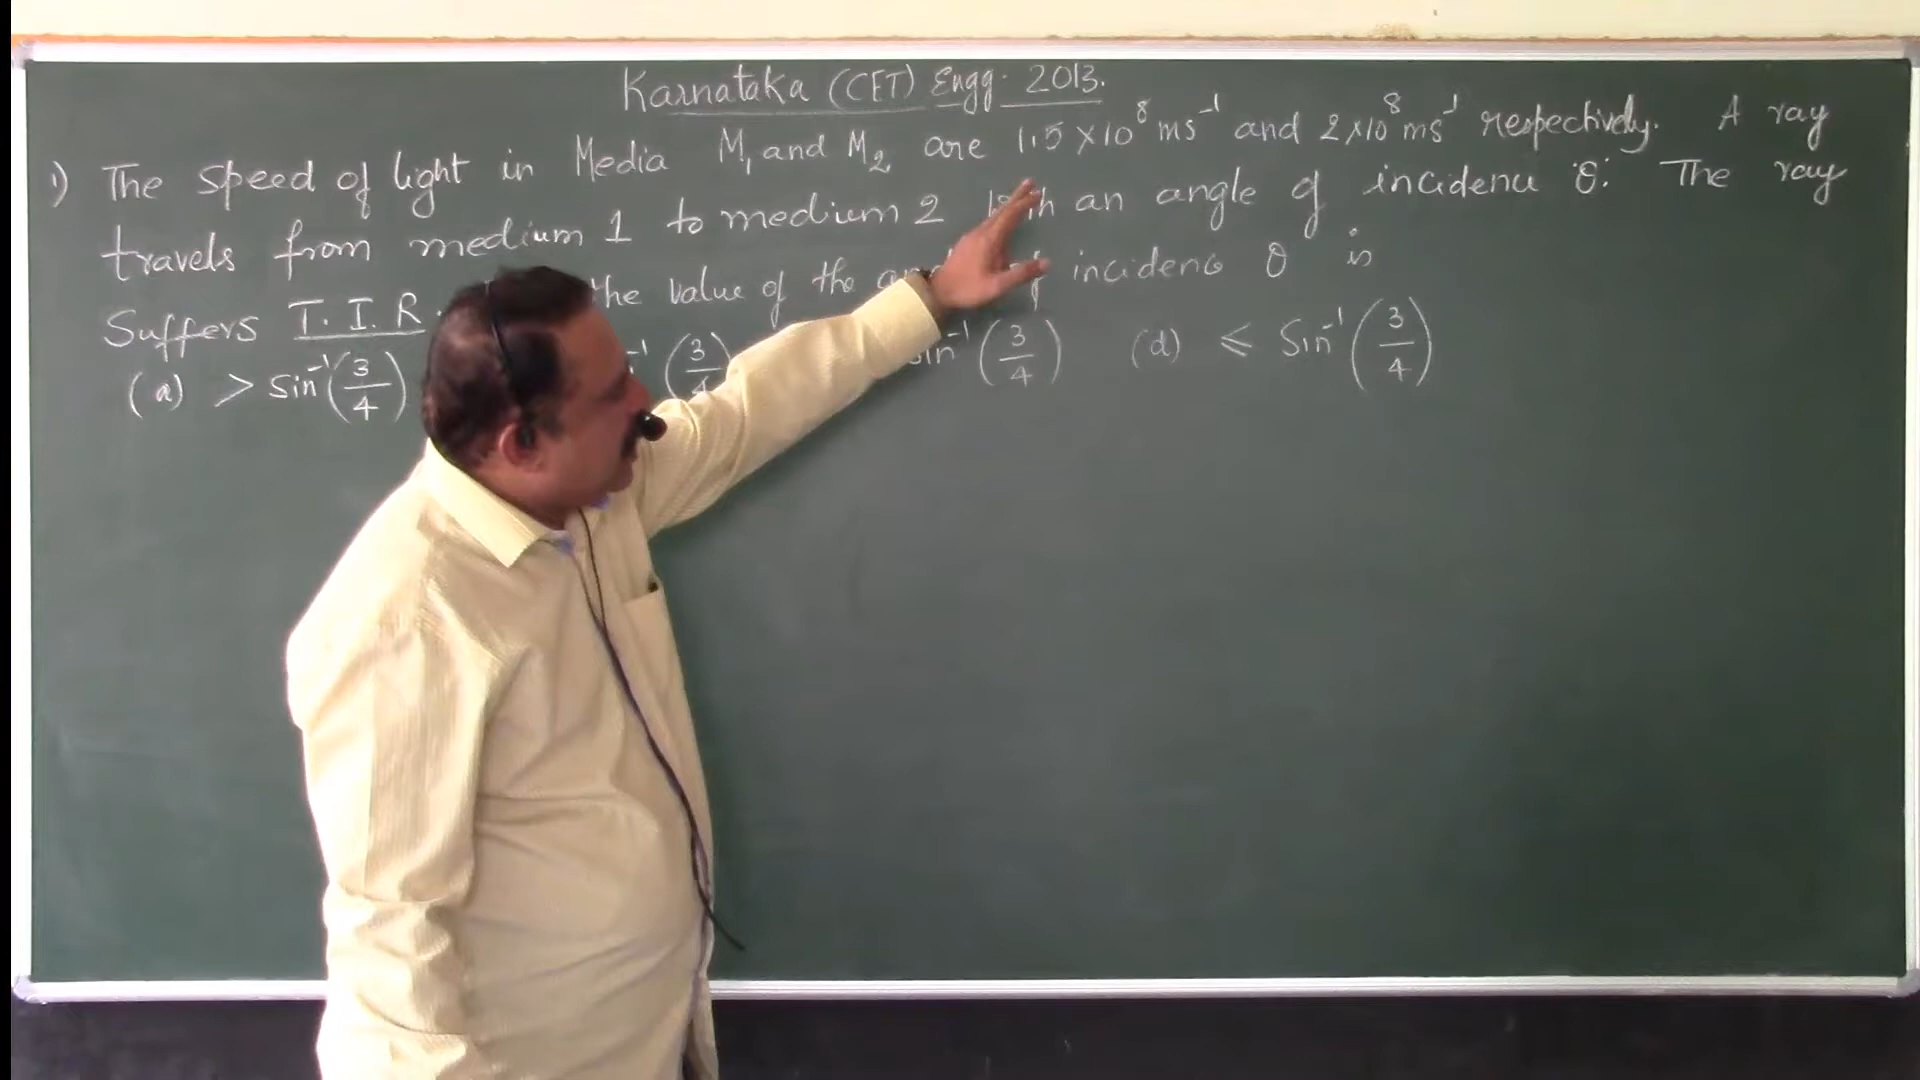 Karnataka (CET) Engg. 2013.
1) The Speed of light in Media M₁ and M₂ are 1.5 × 10⁸ ms⁻¹ and 2×10⁸ ms⁻¹ respectively. A ray
travels from medium 1 to medium 2 an angle of incidence 'θ'. The ray
Suffers T. I. R. the value of the of incidence θ is
(a) > Sin⁻¹(3/4) (3/4) Sin⁻¹(3/4) (d) ≤ Sin⁻¹(3/4)